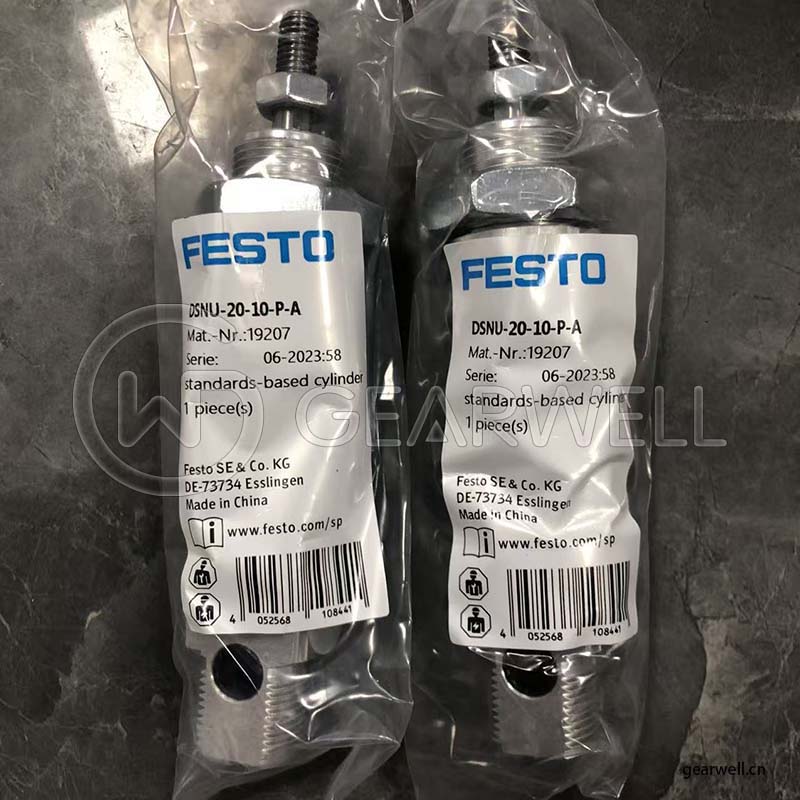 FESTO
DSNU-20-10-P-A
Mat.-Nr.:19207
Serie: 06-2023:58
standards-based cylinder
1 piece(s)
Festo SE & Co. KG
DE-73734 Esslingen
Made in China
i www.festo.com/sp
4 052568 108441
FESTO
DSNU-20-10-P-A
Mat.-Nr.:19207
Serie: 06-2023:58
standards-based cylin
1 piece(s)
Festo SE & Co. KG
DE-73734 Esslingen
Made in China
i www.festo.com/sp
4 052568 108441
GEARWELL
gearwell.cn